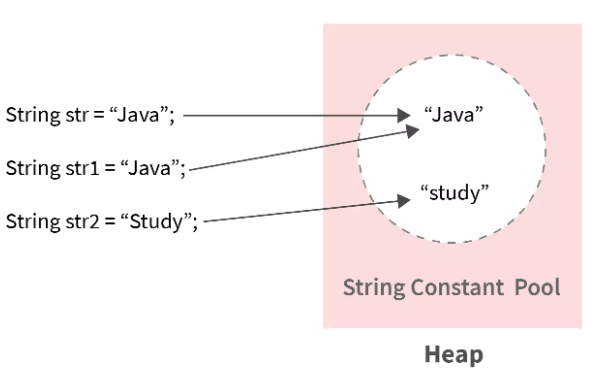 String str = “Java”;
String str1 = “Java”;
String str2 = “Study”;
“Java”
“study”
String Constant Pool
Heap